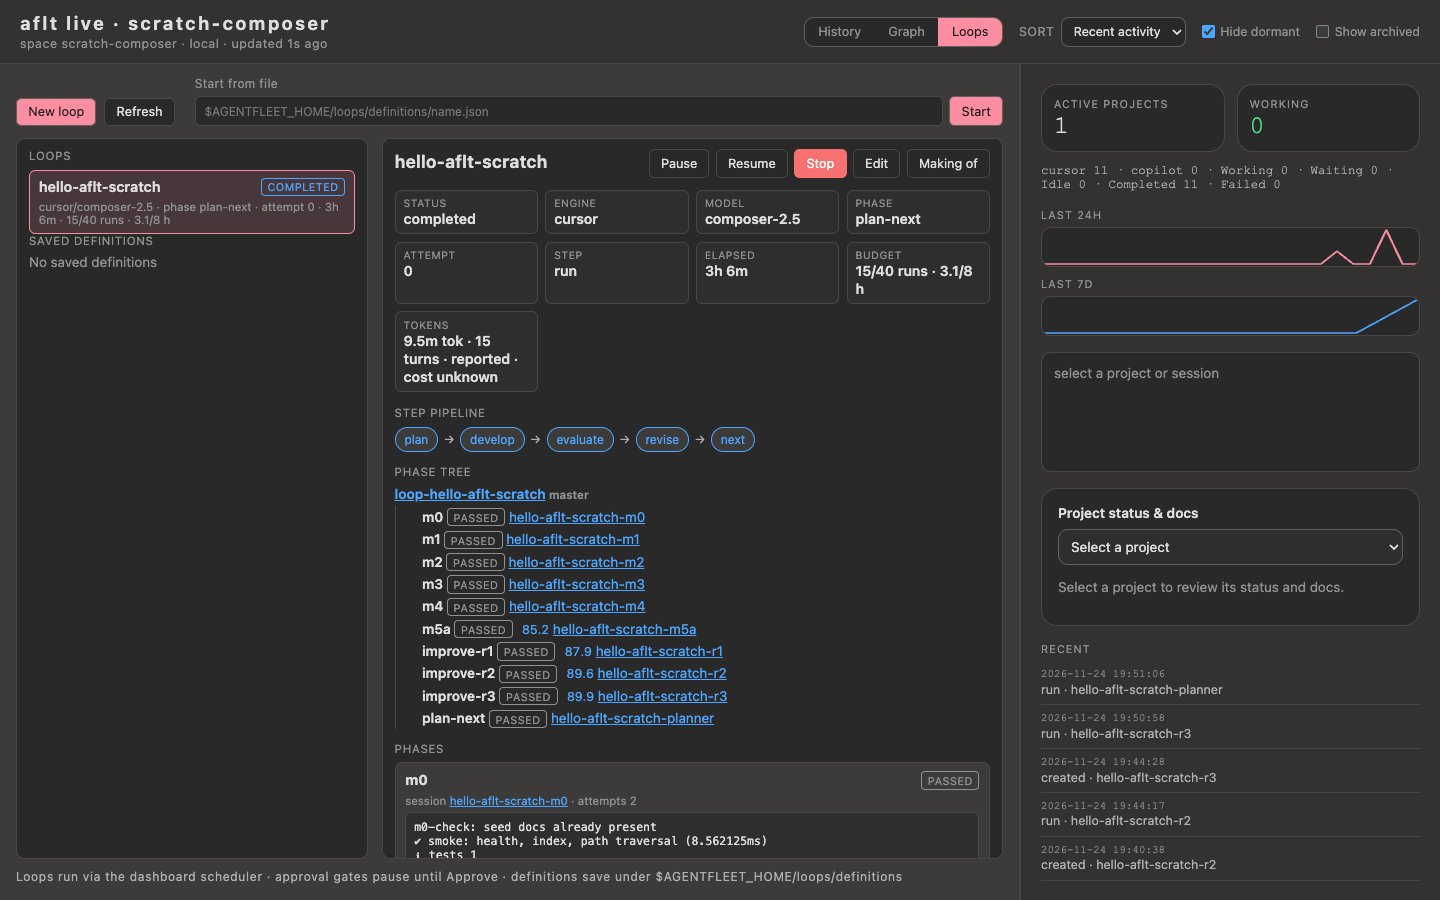 aflt live · scratch-composer
space scratch-composer · local · updated 1s ago
History
Graph
Loops
SORT
Recent activity
Hide dormant
Show archived
Start from file
New loop
Refresh
$AGENTFLEET_HOME/loops/definitions/name.json
Start
LOOPS
hello-aflt-scratch
COMPLETED
cursor/composer-2.5 · phase plan-next · attempt 0 · 3h
6m · 15/40 runs · 3.1/8 h
SAVED DEFINITIONS
No saved definitions
hello-aflt-scratch
Pause
Resume
Stop
Edit
Making of
STATUS
completed
ENGINE
cursor
MODEL
composer-2.5
PHASE
plan-next
ATTEMPT
0
STEP
run
ELAPSED
3h 6m
BUDGET
15/40 runs · 3.1/8
h
TOKENS
9.5m tok · 15
turns · reported ·
cost unknown
STEP PIPELINE
plan → develop → evaluate → revise → next
PHASE TREE
loop-hello-aflt-scratch master
m0 PASSED hello-aflt-scratch-m0
m1 PASSED hello-aflt-scratch-m1
m2 PASSED hello-aflt-scratch-m2
m3 PASSED hello-aflt-scratch-m3
m4 PASSED hello-aflt-scratch-m4
m5a PASSED 85.2 hello-aflt-scratch-m5a
improve-r1 PASSED 87.9 hello-aflt-scratch-r1
improve-r2 PASSED 89.6 hello-aflt-scratch-r2
improve-r3 PASSED 89.9 hello-aflt-scratch-r3
plan-next PASSED hello-aflt-scratch-planner
PHASES
m0
PASSED
session hello-aflt-scratch-m0 · attempts 2
m0-check: seed docs already present
✔ smoke: health, index, path traversal (8.562125ms)
ℹ tests 1
Loops run via the dashboard scheduler · approval gates pause until Approve · definitions save under $AGENTFLEET_HOME/loops/definitions
ACTIVE PROJECTS
1
WORKING
0
cursor 11 · copilot 0 · Working 0 · Waiting 0 ·
Idle 0 · Completed 11 · Failed 0
LAST 24H
LAST 7D
select a project or session
Project status & docs
Select a project
Select a project to review its status and docs.
RECENT
2026-11-24 19:51:06
run · hello-aflt-scratch-planner
2026-11-24 19:50:58
run · hello-aflt-scratch-r3
2026-11-24 19:44:28
created · hello-aflt-scratch-r3
2026-11-24 19:44:17
run · hello-aflt-scratch-r2
2026-11-24 19:40:38
created · hello-aflt-scratch-r2